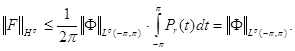 ‖F‖_{H^σ} ≤ \frac{1}{2π} ‖Φ‖_{L^σ(−π,π)} · \int_{−π}^{π} P_r(t)dt = ‖Φ‖_{L^σ(−π,π)}.